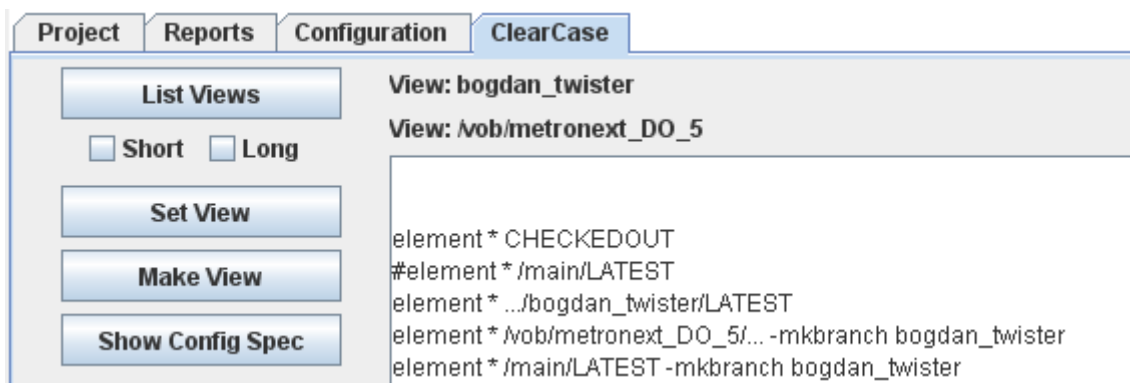 Project Reports Configuration ClearCase
List Views
Short Long
Set View
Make View
Show Config Spec
View: bogdan_twister
View: /vob/metronext_DO_5
element * CHECKEDOUT
#element * /main/LATEST
element * .../bogdan_twister/LATEST
element * /vob/metronext_DO_5/... -mkbranch bogdan_twister
element * /main/LATEST -mkbranch bogdan_twister